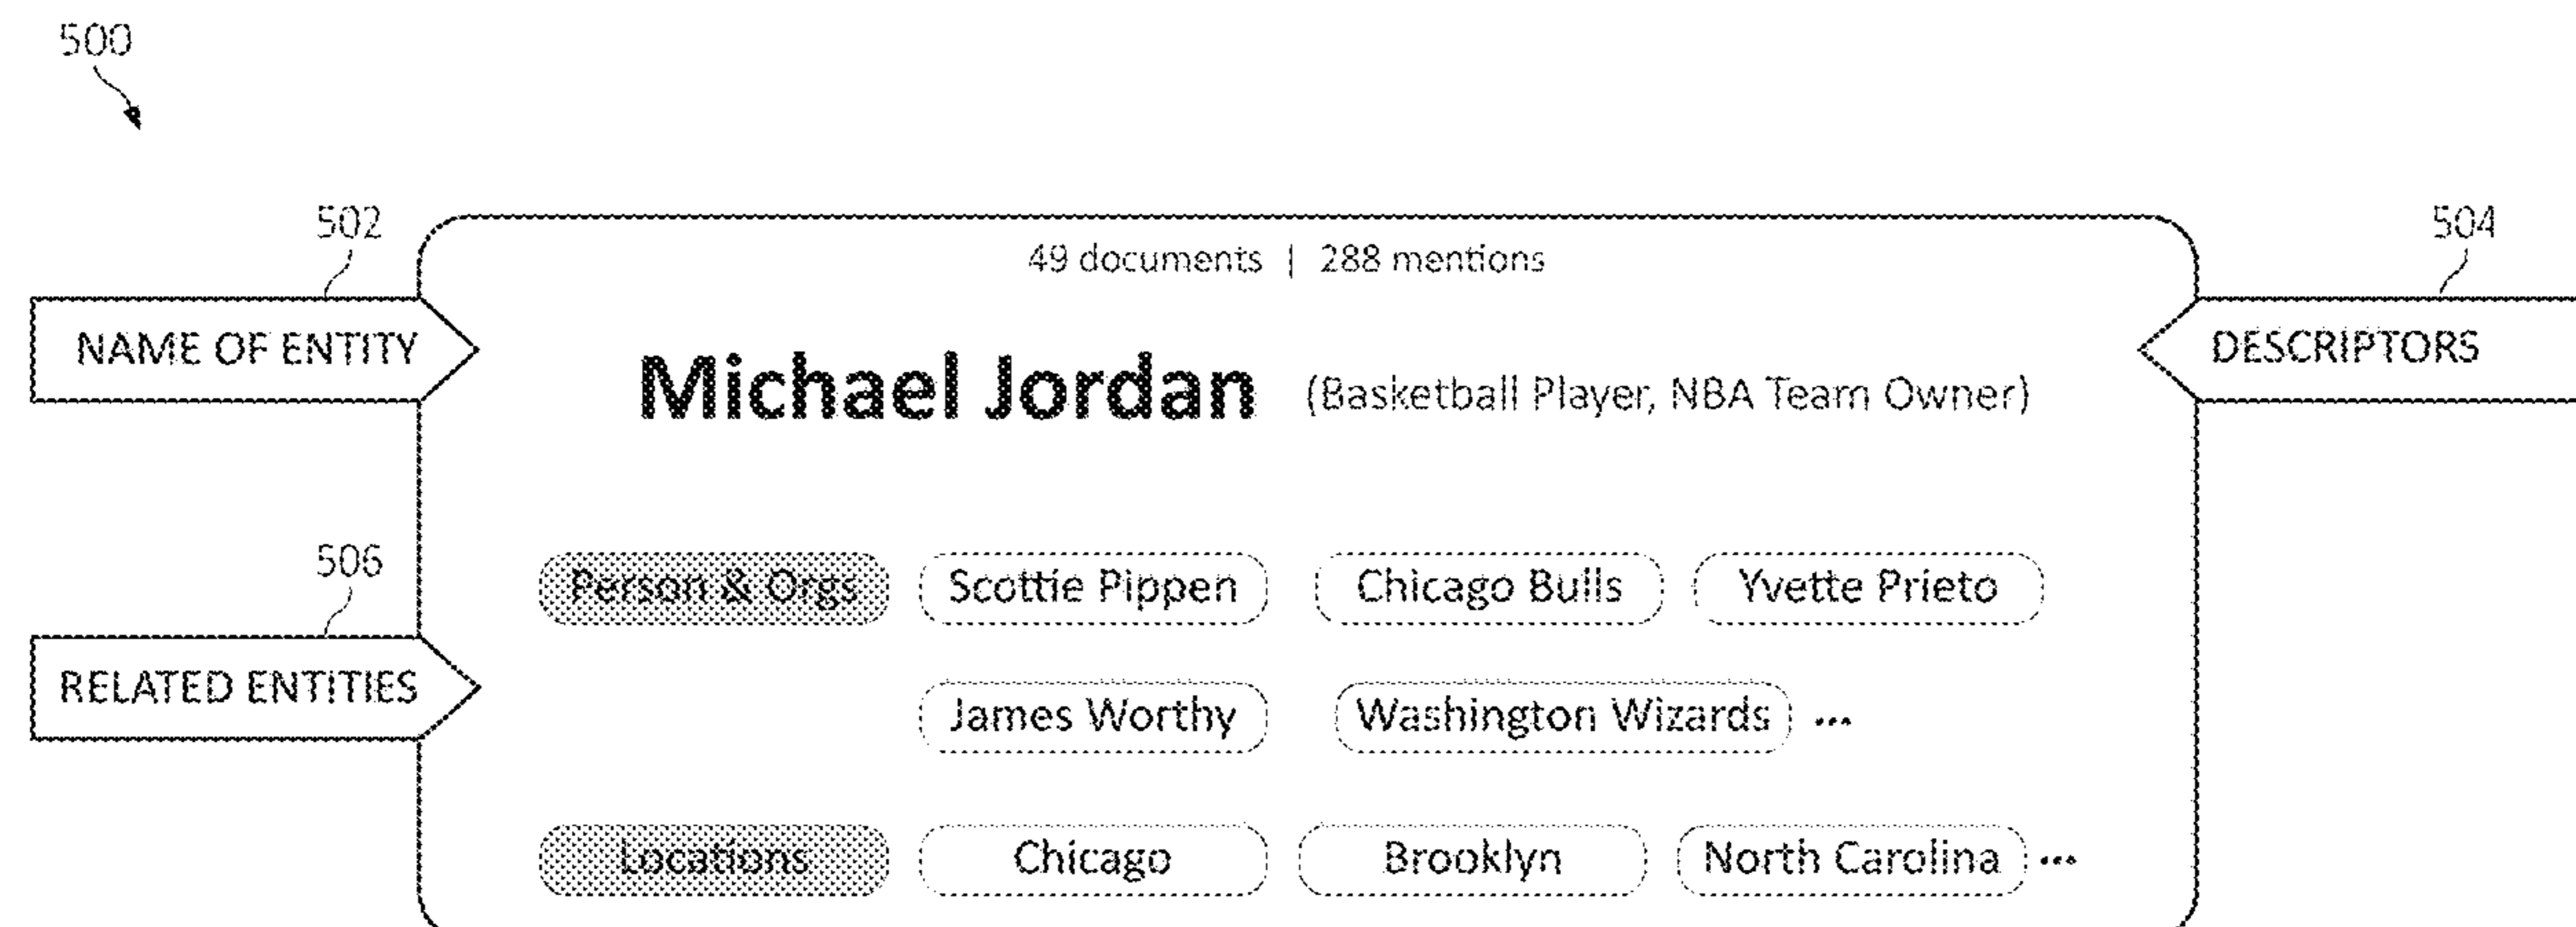 500
502
504
49 documents | 288 mentions
NAME OF ENTITY
DESCRIPTORS
Michael Jordan (Basketball Player, NBA Team Owner)
506
Person & Orgs Scottie Pippen Chicago Bulls Yvette Prieto
RELATED ENTITIES
James Worthy Washington Wizards ...
Locations Chicago Brooklyn North Carolina ...